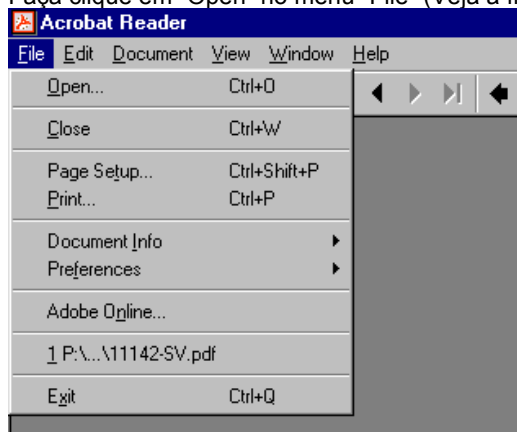 Faça clique em "Open" no menu "File" (Veja a fi
Acrobat Reader
File Edit Document View Window Help
Open... Ctrl+O
Close Ctrl+W
Page Setup... Ctrl+Shift+P
Print... Ctrl+P
Document Info
Preferences
Adobe Online...
1 P:\...\11142-SV.pdf
Exit Ctrl+Q